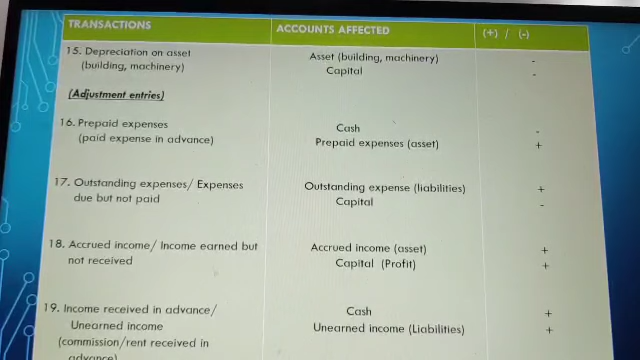 TRANSACTIONS ACCOUNTS AFFECTED (+) / (-)
15. Depreciation on asset Asset (building, machinery) -
(building, machinery) Capital -
(Adjustment entries)
16. Prepaid expenses Cash -
(paid expense in advance) Prepaid expenses (asset) +
17. Outstanding expenses/ Expenses Outstanding expense (liabilities) +
due but not paid Capital -
18. Accrued income/ Income earned but Accrued income (asset) +
not received Capital (Profit) +
19. Income received in advance/ Cash +
Unearned income Unearned income (Liabilities) +
(commission/rent received in
advance)